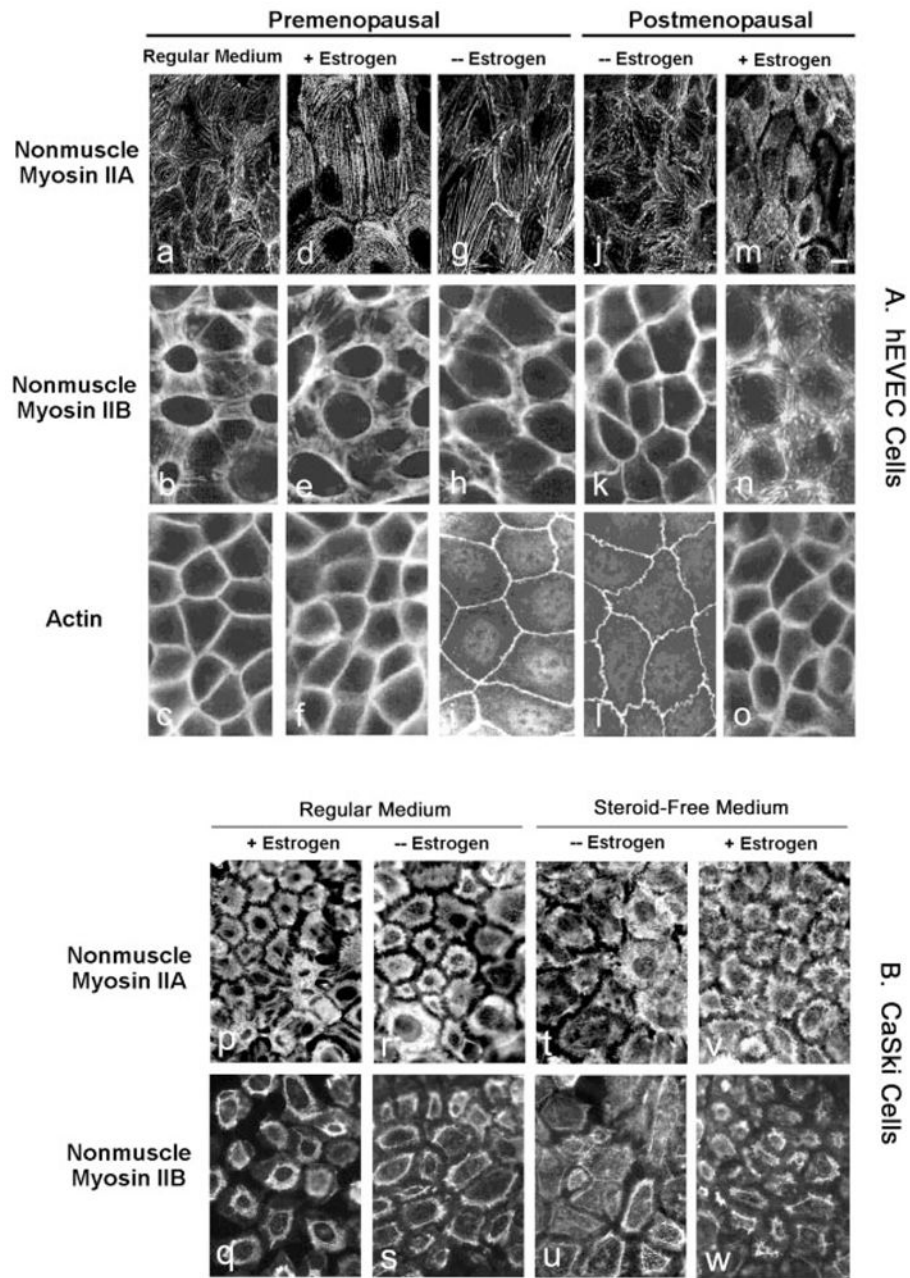 Premenopausal
Postmenopausal
Regular Medium
+ Estrogen
-- Estrogen
-- Estrogen
+ Estrogen
Nonmuscle
Myosin IIA
a
d
g
j
m
A. hEVEC Cells
Nonmuscle
Myosin IIB
b
e
h
k
n
Actin
c
f
i
l
o
Regular Medium
Steroid-Free Medium
+ Estrogen
-- Estrogen
-- Estrogen
+ Estrogen
Nonmuscle
Myosin IIA
p
r
t
v
B. CaSki Cells
Nonmuscle
Myosin IIB
q
s
u
w